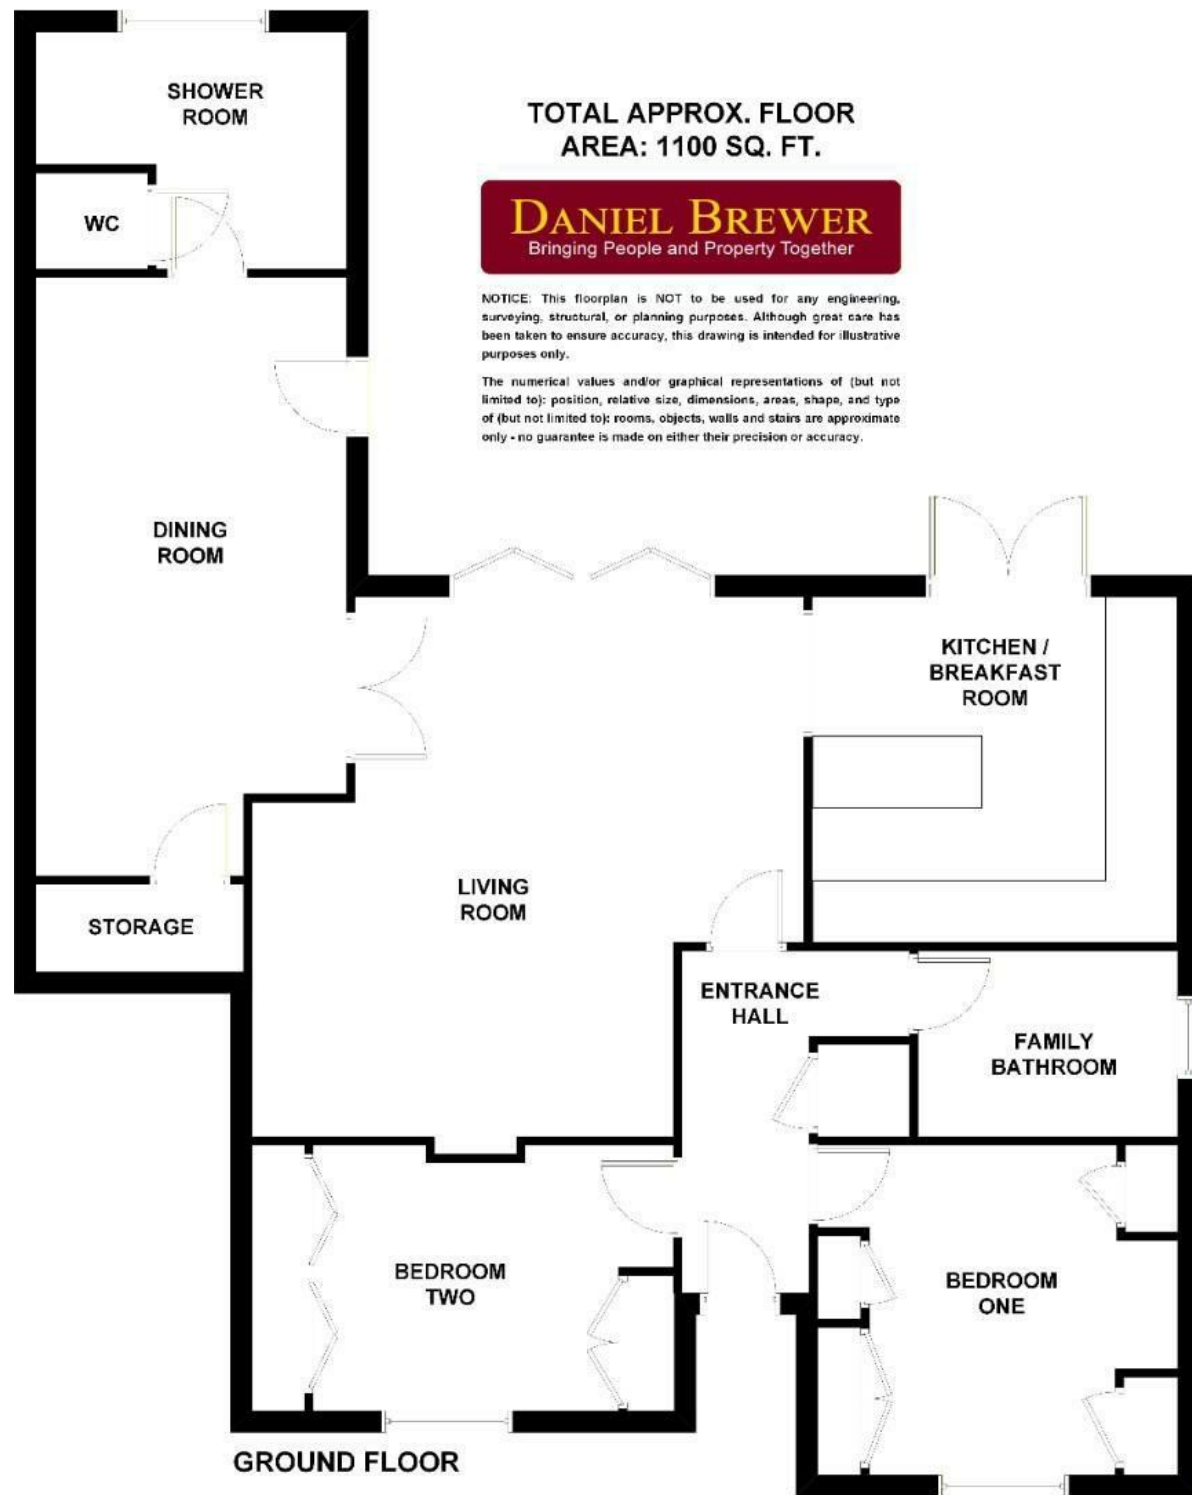 SHOWER
ROOM
TOTAL APPROX. FLOOR
AREA: 1100 SQ. FT.
DANIEL BREWER
Bringing People and Property Together
WC
NOTICE: This floorplan is NOT to be used for any engineering,
surveying, structural, or planning purposes. Although great care has
been taken to ensure accuracy, this drawing is intended for illustrative
purposes only.
The numerical values and/or graphical representations of (but not
limited to): position, relative size, dimensions, areas, shape, and type
of (but not limited to): rooms, objects, walls and stairs are approximate
only - no guarantee is made on either their precision or accuracy.
DINING
ROOM
KITCHEN /
BREAKFAST
ROOM
LIVING
ROOM
STORAGE
ENTRANCE
HALL
FAMILY
BATHROOM
BEDROOM
TWO
BEDROOM
ONE
GROUND FLOOR